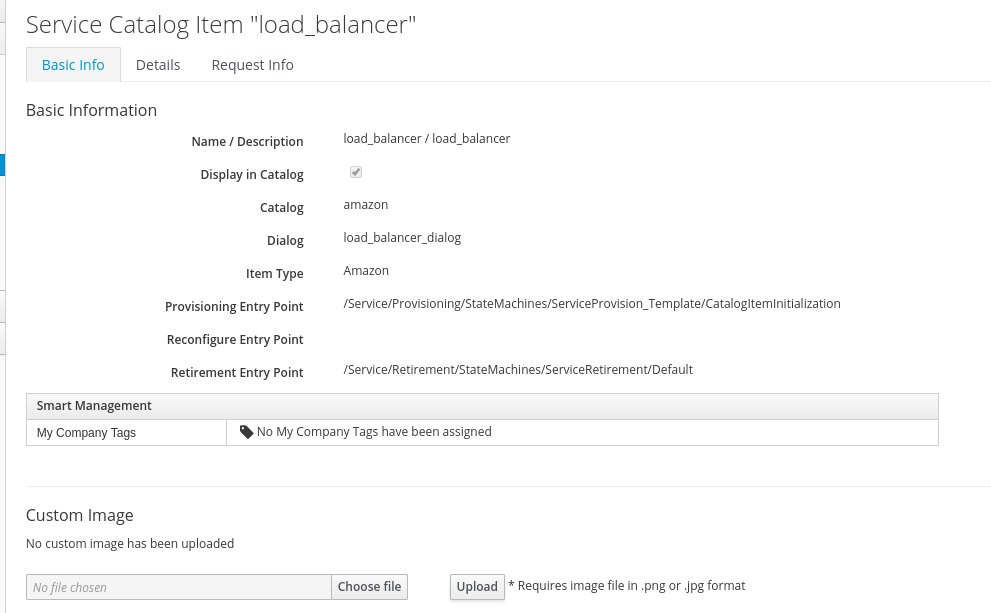 Service Catalog Item "load_balancer"
Basic Info Details Request Info
Basic Information
Name / Description load_balancer / load_balancer
Display in Catalog
Catalog amazon
Dialog load_balancer_dialog
Item Type Amazon
Provisioning Entry Point /Service/Provisioning/StateMachines/ServiceProvision_Template/CatalogItemInitialization
Reconfigure Entry Point
Retirement Entry Point /Service/Retirement/StateMachines/ServiceRetirement/Default
Smart Management
My Company Tags No My Company Tags have been assigned
Custom Image
No custom image has been uploaded
No file chosen Choose file Upload * Requires image file in .png or .jpg format